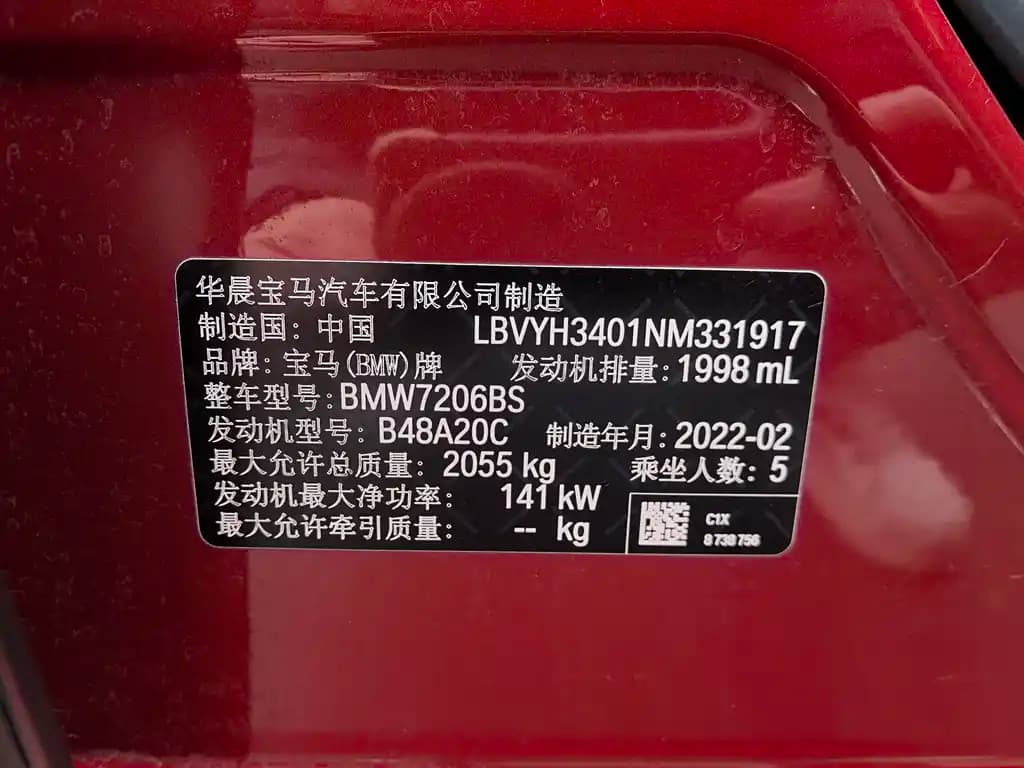 华晨宝马汽车有限公司制造
制造国: 中国 LBVYH3401NM331917
品牌: 宝马(BMW)牌 发动机排量: 1998 mL
整车型号: BMW7206BS
发动机型号: B48A20C 制造年月: 2022-02
最大允许总质量: 2055 kg 乘坐人数: 5
发动机最大净功率: 141 kW
最大允许牵引质量: -- kg
C1X
8738756